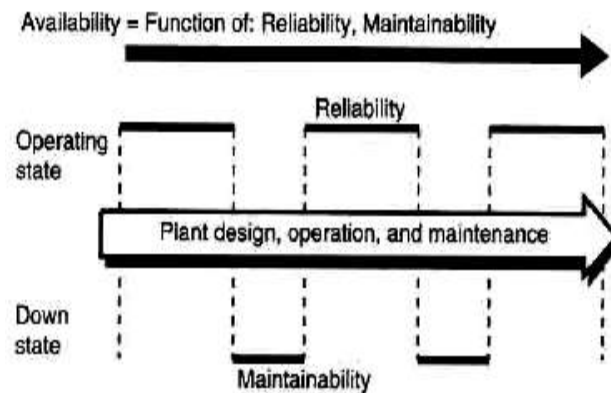 Availability = Function of: Reliability, Maintainability
Reliability
Operating
state
Plant design, operation, and maintenance
Down
state
Maintainability